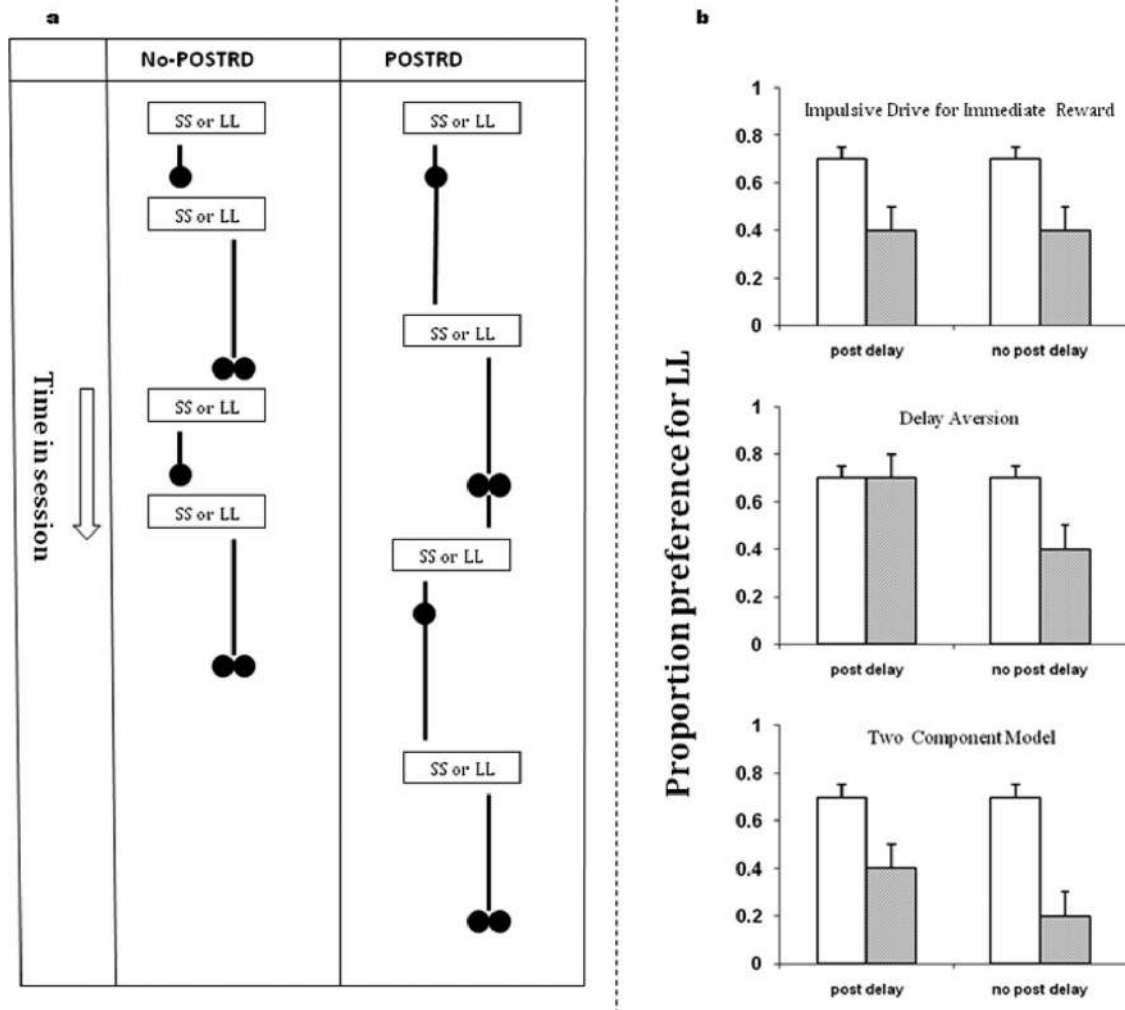 a
No-POSTRD
POSTRD
SS or LL
SS or LL
SS or LL
SS or LL
SS or LL
SS or LL
SS or LL
SS or LL
Time in session
b
Proportion preference for LL
Impulsive Drive for Immediate Reward
1
0.8
0.6
0.4
0.2
0
post delay
no post delay
Delay Aversion
1
0.8
0.6
0.4
0.2
0
post delay
no post delay
Two Component Model
1
0.8
0.6
0.4
0.2
0
post delay
no post delay